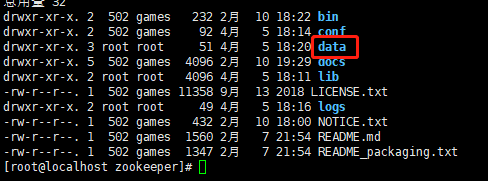 总用量 32
drwxr-xr-x. 2  502 games   232 2月  10 18:22 bin
drwxr-xr-x. 2  502 games    92 4月   5 18:14 conf
drwxr-xr-x. 3 root root     51 4月   5 18:20 data
drwxr-xr-x. 5  502 games  4096 2月  10 19:29 docs
drwxr-xr-x. 2 root root   4096 4月   5 18:11 lib
-rw-r--r--. 1  502 games 11358 9月  13 2018 LICENSE.txt
drwxr-xr-x. 2 root root     49 4月   5 18:16 logs
-rw-r--r--. 1  502 games   432 2月  10 18:00 NOTICE.txt
-rw-r--r--. 1  502 games  1560 2月   7 21:54 README.md
-rw-r--r--. 1  502 games  1347 2月   7 21:54 README_packaging.txt
[root@localhost zookeeper]#